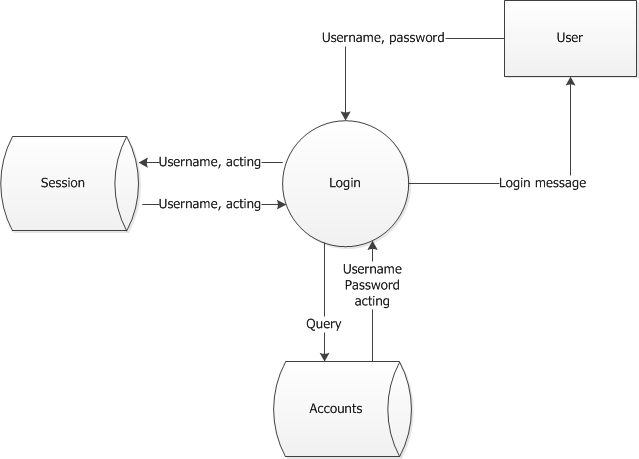 Username, password
User
Username, acting
Session
Login
Login message
Username, acting
Username
Password
acting
Query
Accounts